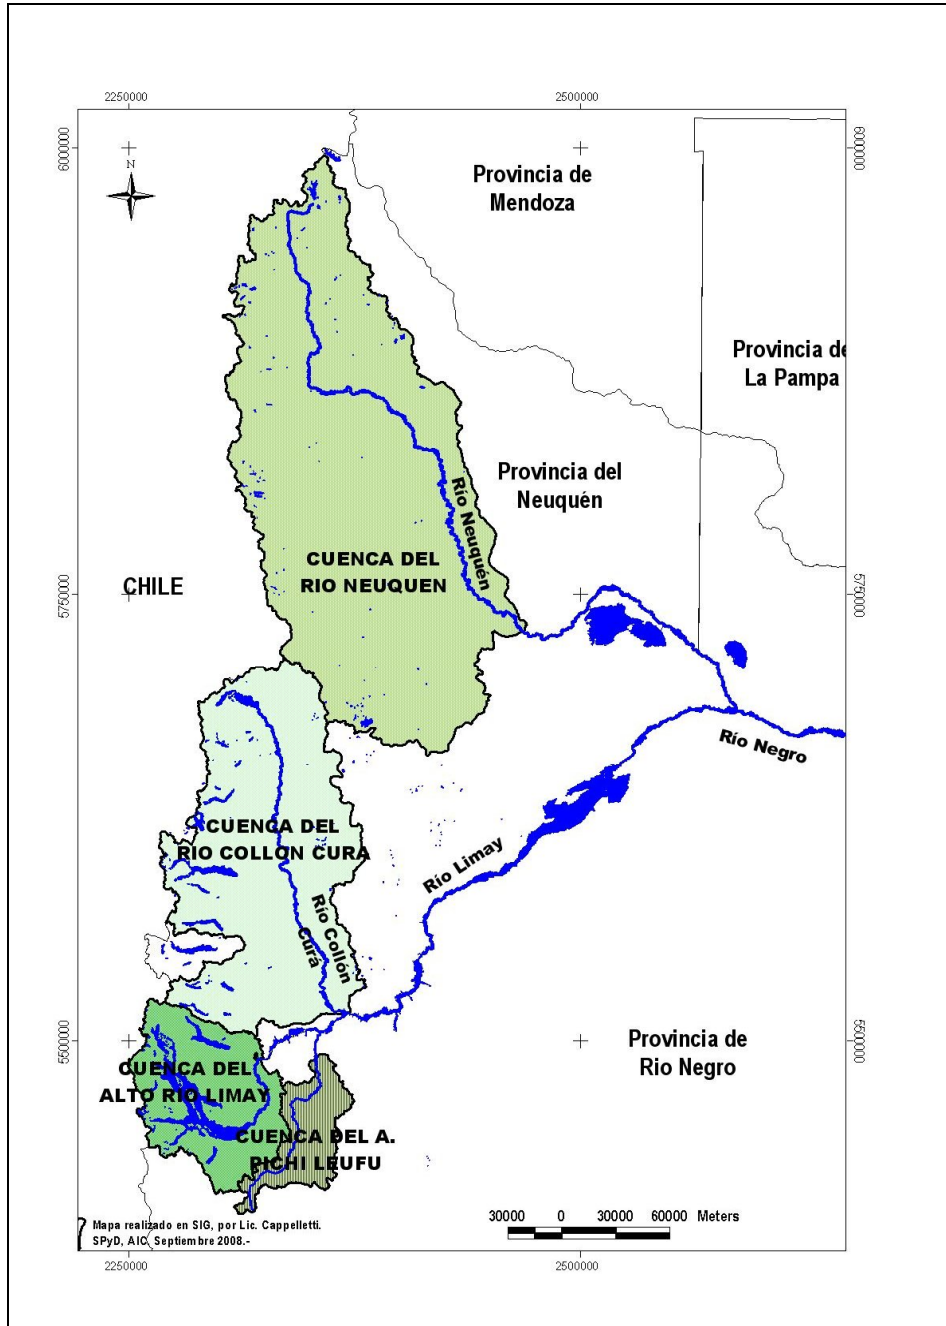 2250000
2500000
6000000
6000000
N
Provincia de
Mendoza
Provincia de
La Pampa
Provincia del
Neuquén
Río Neuquén
CUENCA DEL
RIO NEUQUEN
CHILE
5750000
5750000
Río Negro
CUENCA DEL
RIO COLLON CURA
Río Limay
Río Collón
Curá
5500000
5500000
Provincia de
Rio Negro
CUENCA DEL
ALTO RIO LIMAY
CUENCA DEL A.
PICHI LEUFU
30000 0 30000 60000 Meters
Mapa realizado en SIG, por Lic. Cappelletti.
SPyD, AIC. Septiembre 2008.-
2250000
2500000